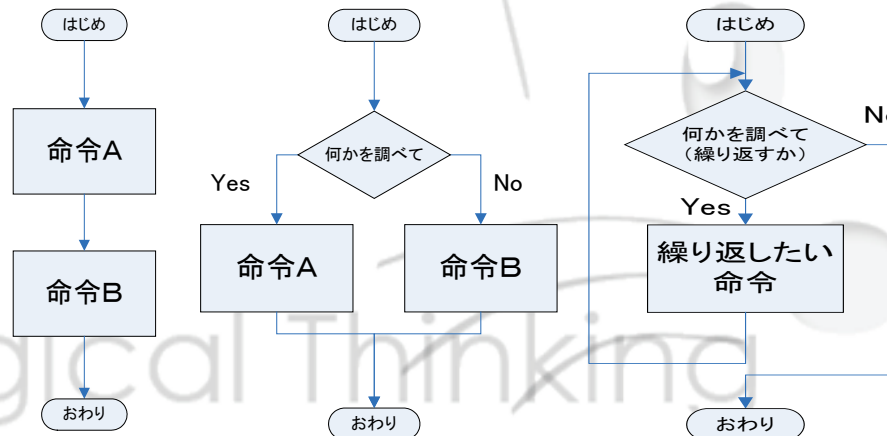 はじめ
命令A
命令B
おわり
はじめ
何かを調べて
Yes
No
命令A
命令B
おわり
はじめ
何かを調べて
(繰り返すか)
No
Yes
繰り返したい
命令
おわり
gical Thinking